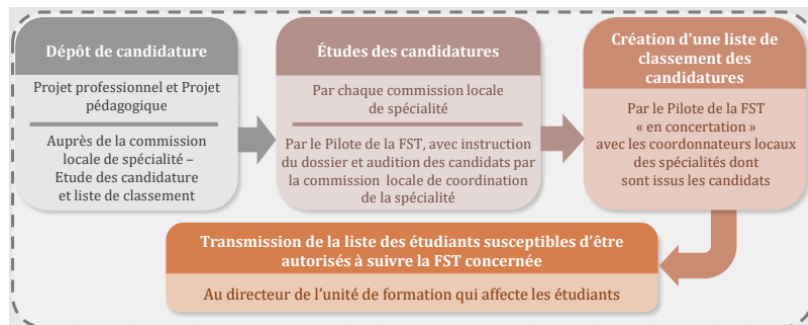 Dépôt de candidature
Projet professionnel et Projet
pédagogique
Auprès de la commission
locale de spécialité –
Etude des candidature
et liste de classement
Études des candidatures
Par chaque commission locale
de spécialité
Par le Pilote de la FST, avec instruction
du dossier et audition des candidats par
la commission locale de coordination
de la spécialité
Création d’une liste de
classement des
candidatures
Par le Pilote de la FST
« en concertation »
avec les coordonnateurs locaux
des spécialités dont
sont issus les candidats
Transmission de la liste des étudiants susceptibles d’être
autorisés à suivre la FST concernée
Au directeur de l’unité de formation qui affecte les étudiants